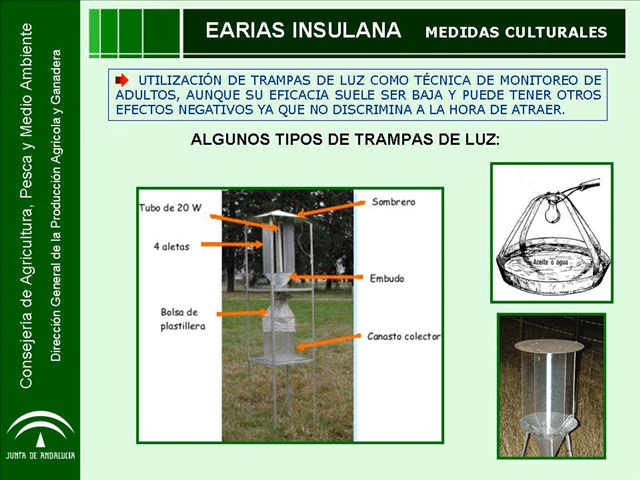 EARIAS INSULANA MEDIDAS CULTURALES
UTILIZACIÓN DE TRAMPAS DE LUZ COMO TÉCNICA DE MONITOREO DE
ADULTOS, AUNQUE SU EFICACIA SUELE SER BAJA Y PUEDE TENER OTROS
EFECTOS NEGATIVOS YA QUE NO DISCRIMINA A LA HORA DE ATRAER.
ALGUNOS TIPOS DE TRAMPAS DE LUZ:
Tubo de 20 W
Sombrero
4 aletas
Embudo
Bolsa de
plastillera
Canasto colector
Aceite o agua
Consejería de Agricultura, Pesca y Medio Ambiente
Dirección General de la Producción Agrícola y Ganadera
JUNTA DE ANDALUCIA